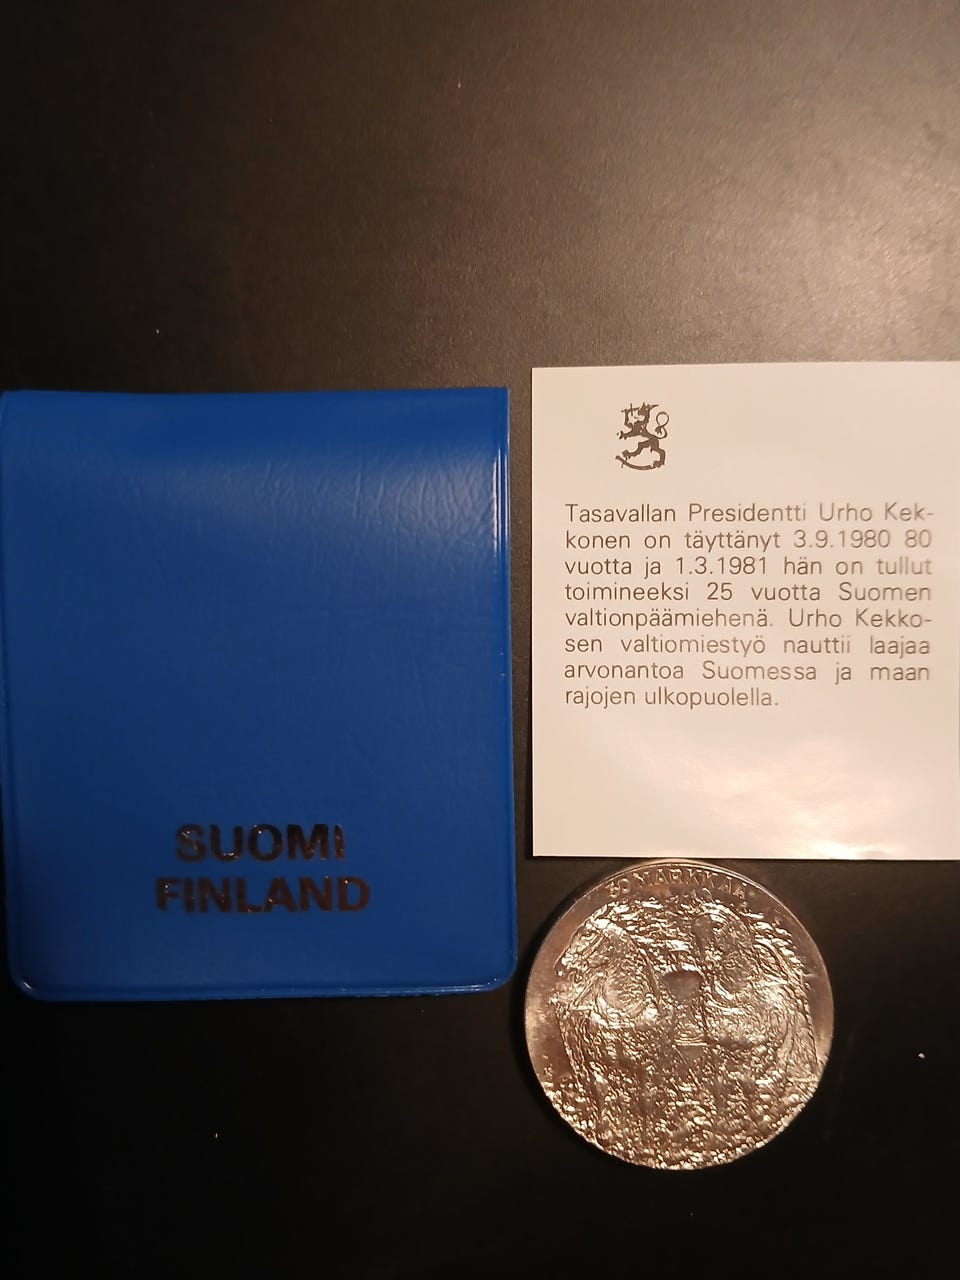 SUOMI
FINLAND
Tasavallan Presidentti Urho Kek-
konen on täyttänyt 3.9.1980 80
vuotta ja 1.3.1981 hän on tullut
toimineeksi 25 vuotta Suomen
valtionpäämiehenä. Urho Kekko-
sen valtiomiestyö nauttii laajaa
arvonantoa Suomessa ja maan
rajojen ulkopuolella.
50 MARKKAA